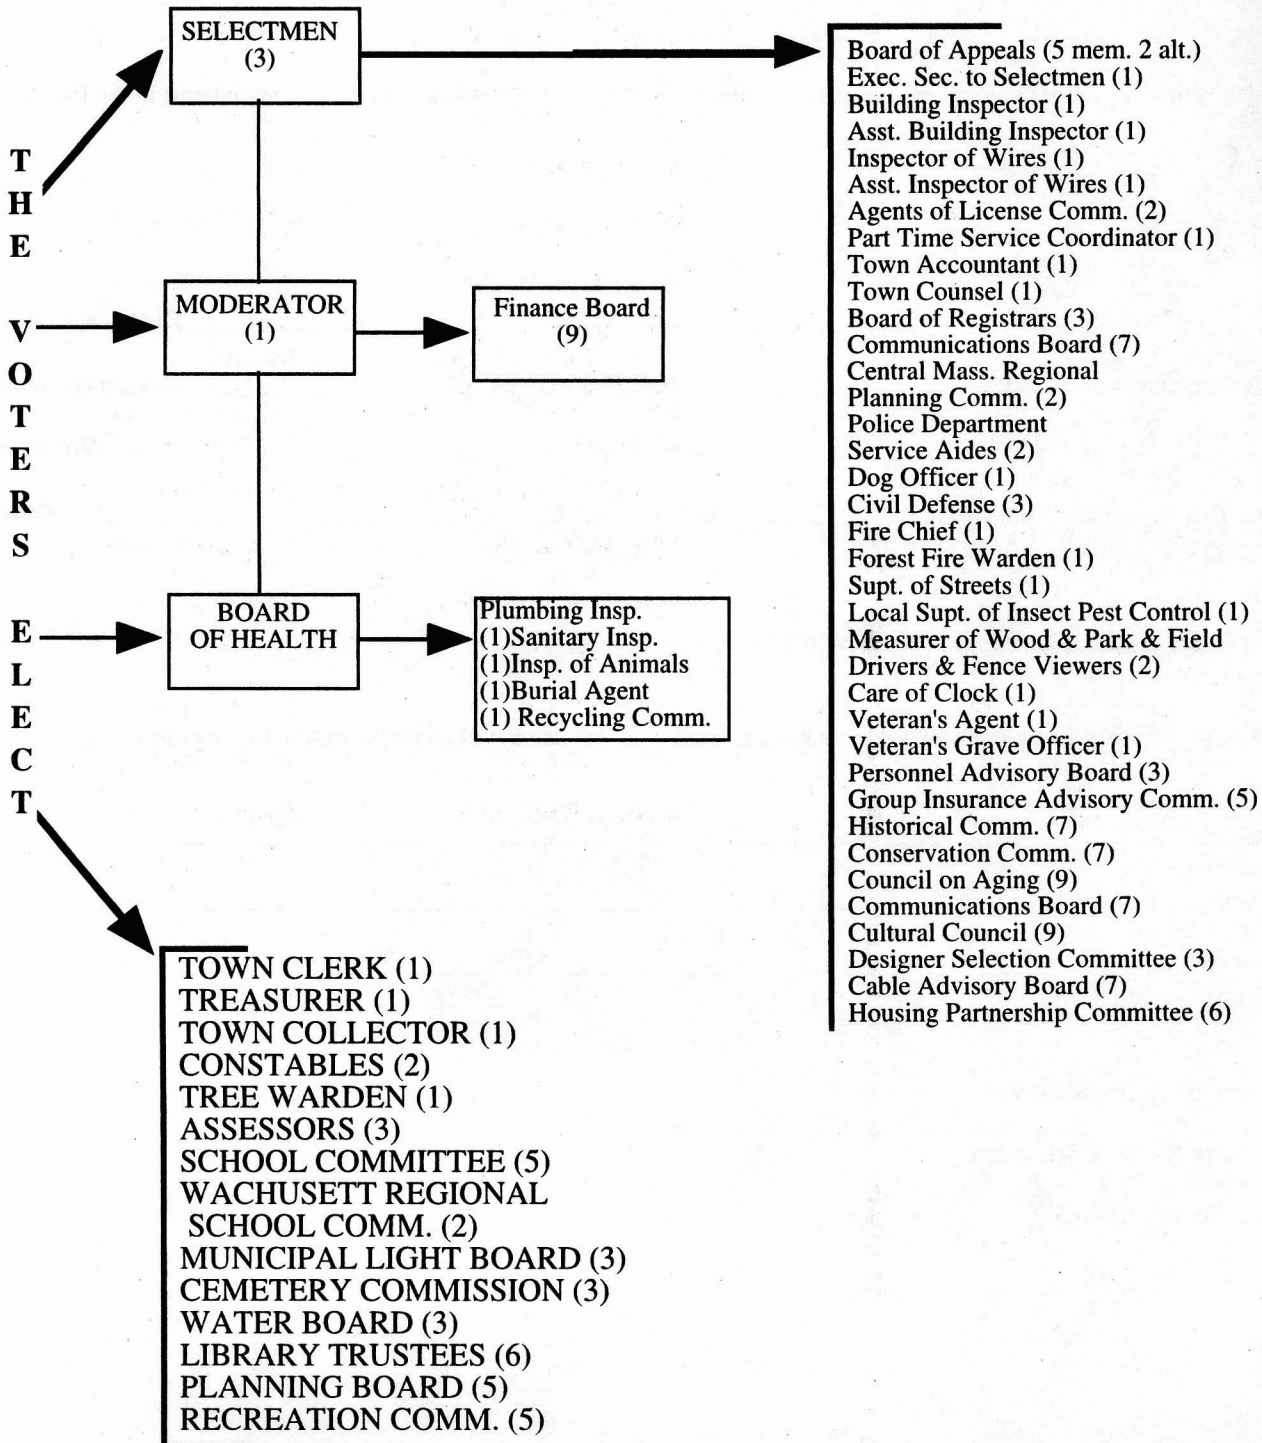 THE VOTERS ELECT
SELECTMEN
(3)
MODERATOR
(1)
Finance Board
(9)
BOARD
OF HEALTH
Plumbing Insp.
(1)Sanitary Insp.
(1)Insp. of Animals
(1)Burial Agent
(1) Recycling Comm.
TOWN CLERK (1)
TREASURER (1)
TOWN COLLECTOR (1)
CONSTABLES (2)
TREE WARDEN (1)
ASSESSORS (3)
SCHOOL COMMITTEE (5)
WACHUSETT REGIONAL
SCHOOL COMM. (2)
MUNICIPAL LIGHT BOARD (3)
CEMETERY COMMISSION (3)
WATER BOARD (3)
LIBRARY TRUSTEES (6)
PLANNING BOARD (5)
RECREATION COMM. (5)
Board of Appeals (5 mem. 2 alt.)
Exec. Sec. to Selectmen (1)
Building Inspector (1)
Asst. Building Inspector (1)
Inspector of Wires (1)
Asst. Inspector of Wires (1)
Agents of License Comm. (2)
Part Time Service Coordinator (1)
Town Accountant (1)
Town Counsel (1)
Board of Registrars (3)
Communications Board (7)
Central Mass. Regional
Planning Comm. (2)
Police Department
Service Aides (2)
Dog Officer (1)
Civil Defense (3)
Fire Chief (1)
Forest Fire Warden (1)
Supt. of Streets (1)
Local Supt. of Insect Pest Control (1)
Measurer of Wood & Park & Field
Drivers & Fence Viewers (2)
Care of Clock (1)
Veteran's Agent (1)
Veteran's Grave Officer (1)
Personnel Advisory Board (3)
Group Insurance Advisory Comm. (5)
Historical Comm. (7)
Conservation Comm. (7)
Council on Aging (9)
Communications Board (7)
Cultural Council (9)
Designer Selection Committee (3)
Cable Advisory Board (7)
Housing Partnership Committee (6)